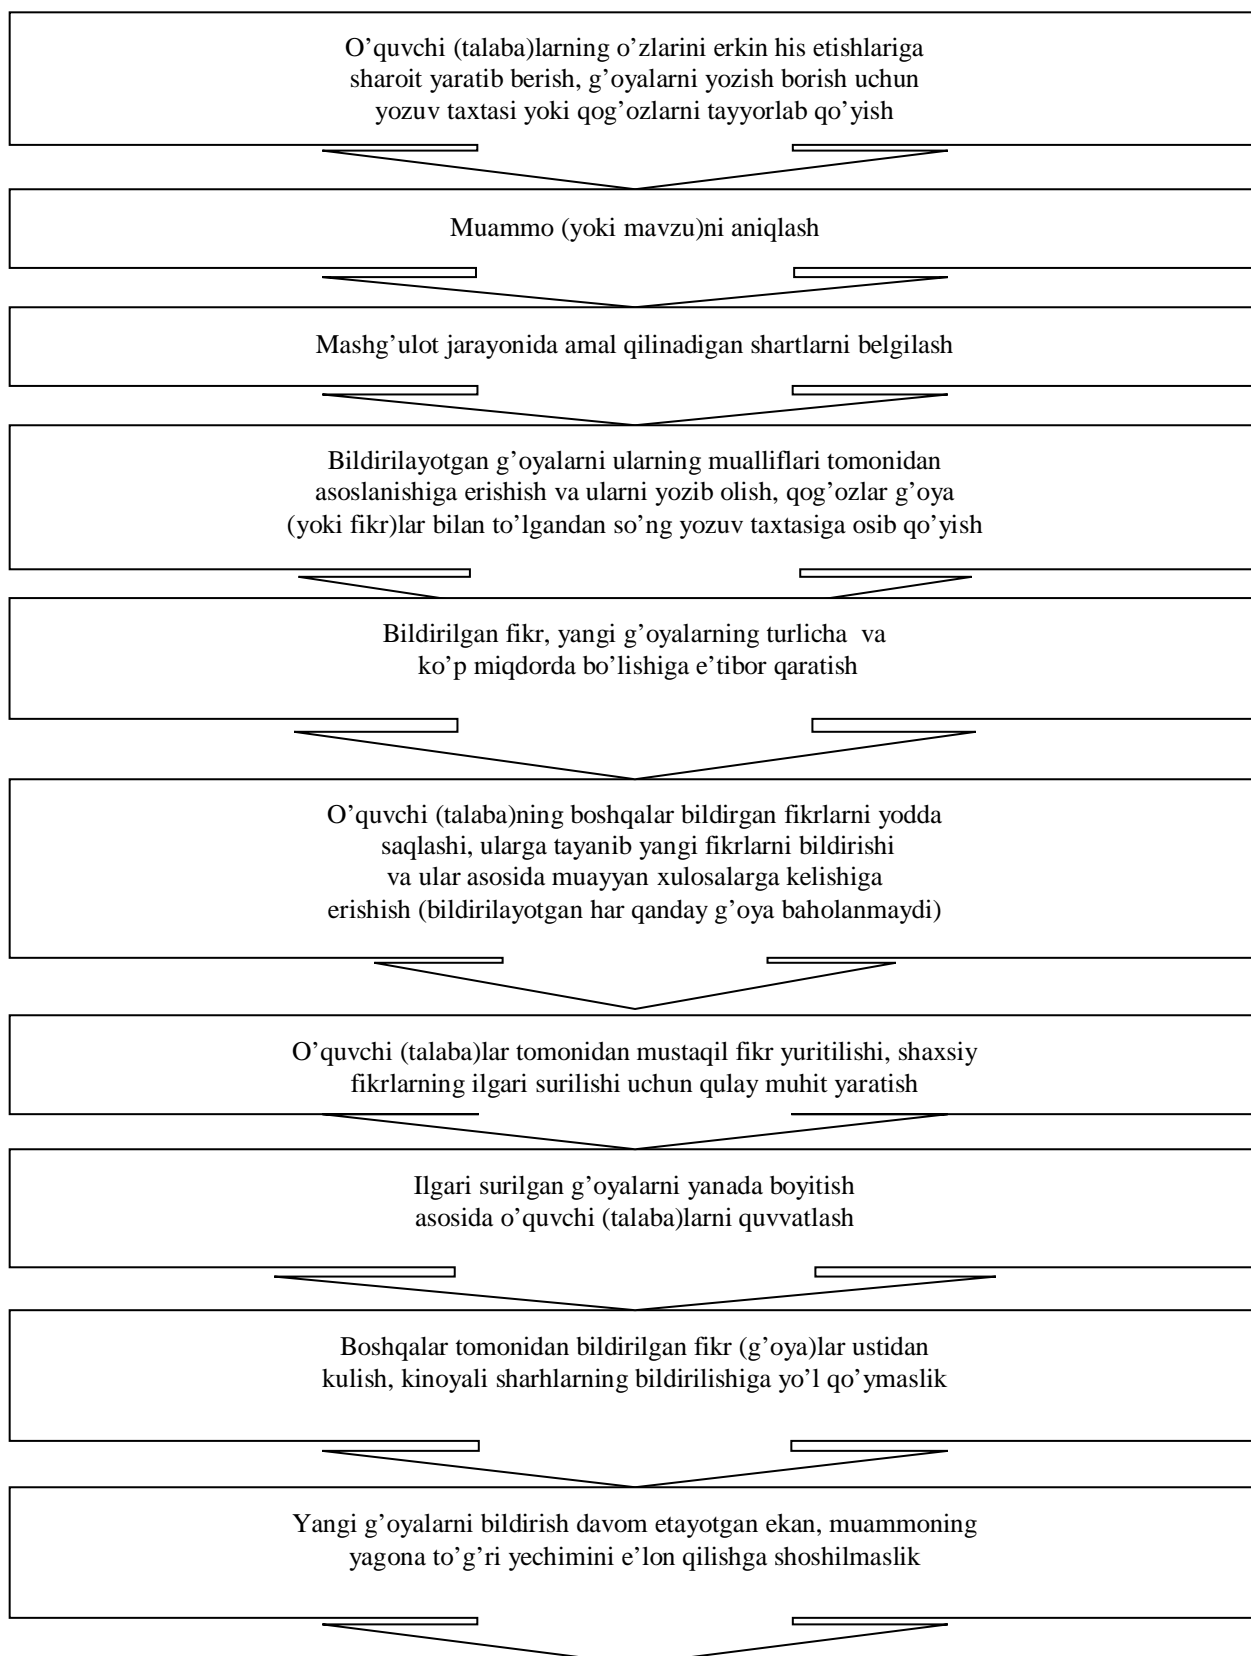 O’quvchi (talaba)larning o’zlarini erkin his etishlariga
sharoit yaratib berish, g’oyalarni yozish borish uchun
yozuv taxtasi yoki qog’ozlarni tayyorlab qo’yish
Muammo (yoki mavzu)ni aniqlash
Mashg’ulot jarayonida amal qilinadigan shartlarni belgilash
Bildirilayotgan g’oyalarni ularning mualliflari tomonidan
asoslanishiga erishish va ularni yozib olish, qog’ozlar g’oya
(yoki fikr)lar bilan to’lgandan so’ng yozuv taxtasiga osib qo’yish
Bildirilgan fikr, yangi g’oyalarning turlicha va
ko’p miqdorda bo’lishiga e’tibor qaratish
O’quvchi (talaba)ning boshqalar bildirgan fikrlarni yodda
saqlashi, ularga tayanib yangi fikrlarni bildirishi
va ular asosida muayyan xulosalarga kelishiga
erishish (bildirilayotgan har qanday g’oya baholanmaydi)
O’quvchi (talaba)lar tomonidan mustaqil fikr yuritilishi, shaxsiy
fikrlarning ilgari surilishi uchun qulay muhit yaratish
Ilgari surilgan g’oyalarni yanada boyitish
asosida o’quvchi (talaba)larni quvvatlash
Boshqalar tomonidan bildirilgan fikr (g’oya)lar ustidan
kulish, kinoyali sharhlarning bildirilishiga yo’l qo’ymaslik
Yangi g’oyalarni bildirish davom etayotgan ekan, muammoning
yagona to’g’ri yechimini e’lon qilishga shoshilmaslik